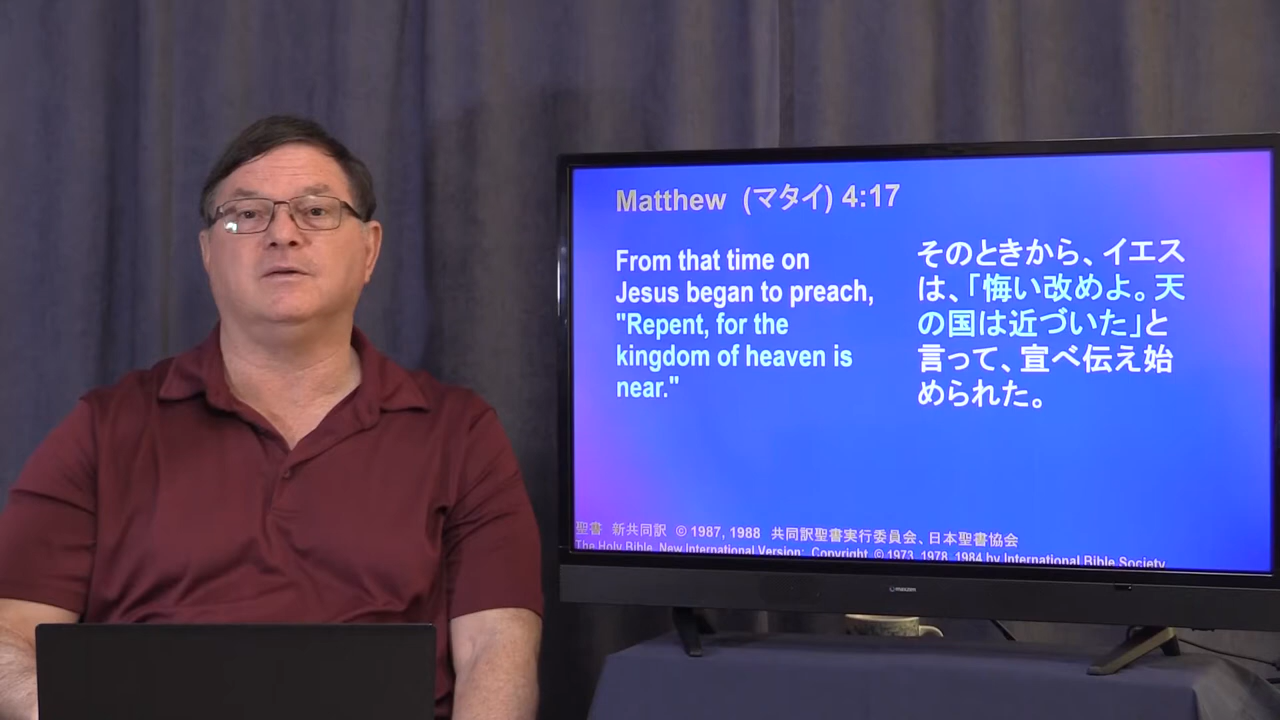 Matthew (マタイ) 4:17
From that time on
Jesus began to preach,
"Repent, for the
kingdom of heaven is
near."
そのときから、イエス
は、「悔い改めよ。天
の国は近づいた」と
言って、宣べ伝え始
められた。
聖書 新共同訳 © 1987, 1988 共同訳聖書実行委員会、日本聖書協会
The Holy Bible, New International Version: Copyright © 1973, 1978, 1984 by International Bible Society
maxzen